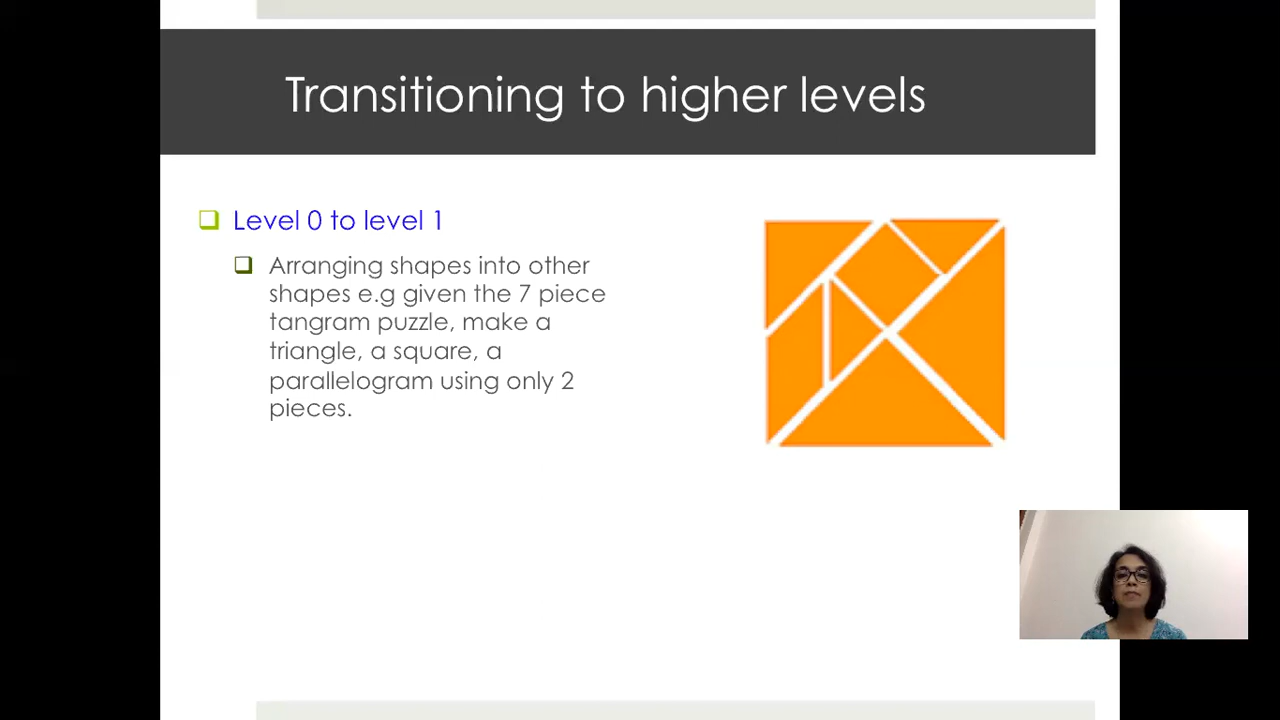 Transitioning to higher levels
Level 0 to level 1
Arranging shapes into other
shapes e.g given the 7 piece
tangram puzzle, make a
triangle, a square, a
parallelogram using only 2
pieces.